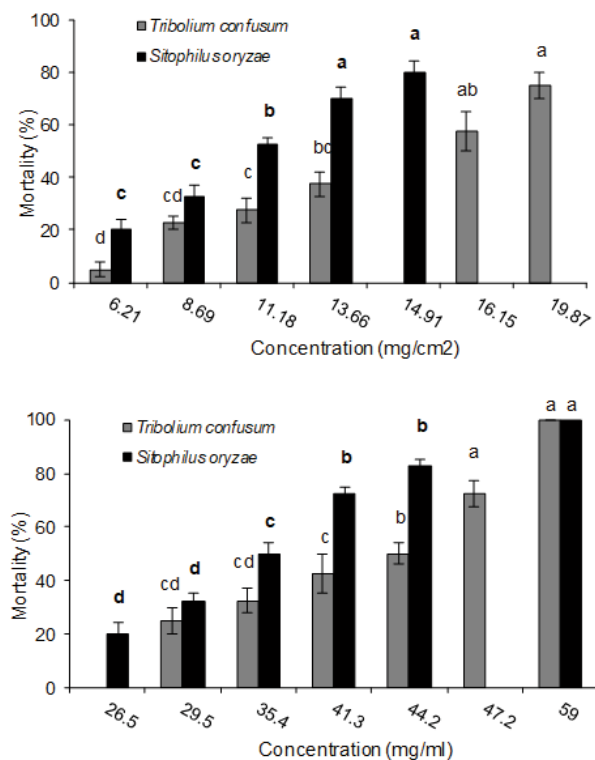 100
80
60
40
20
0
Mortality (%)
Tribolium confusum
Sitophilus oryzae
d
c
cd
c
c
b
bc
a
a
ab
a
6.21
8.69
11.18
13.66
14.91
16.15
19.87
Concentration (mg/cm2)
100
80
60
40
20
0
Mortality (%)
Tribolium confusum
Sitophilus oryzae
d
cd
d
cd
c
c
b
b
b
a
a
a
26.5
29.5
35.4
41.3
44.2
47.2
59
Concentration (mg/ml)